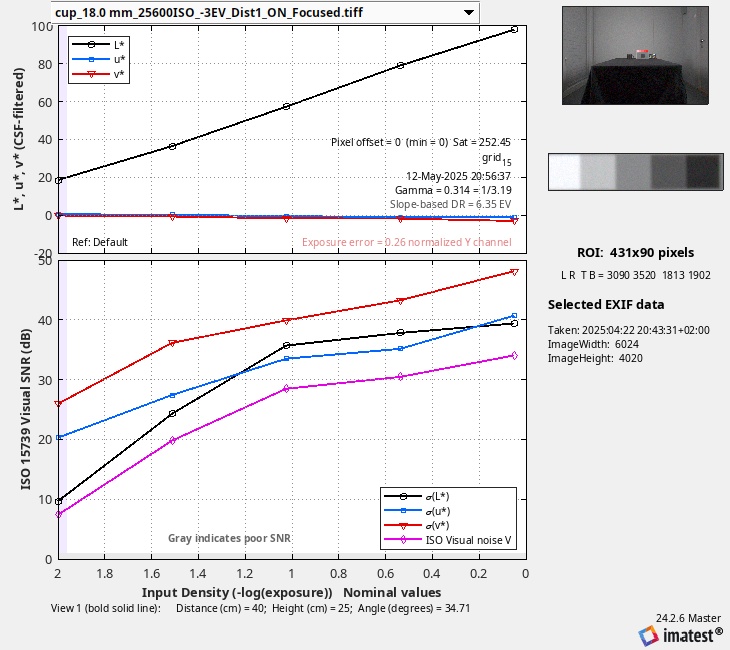 cup_18.0 mm_25600ISO_-3EV_Dist1_ON_Focused.tiff
100
80
60
40
20
0
-20
L*, u*, v* (CSF-filtered)
L*
u*
v*
Pixel offset = 0 (min = 0) Sat = 252.45
grid15
12-May-2025 20:56:37
Gamma = 0.314 = 1/3.19
Slope-based DR = 6.35 EV
Ref: Default
Exposure error = 0.26 normalized Y channel
50
40
30
20
10
0
ISO 15739 Visual SNR (dB)
𝜎(L*)
𝜎(u*)
𝜎(v*)
ISO Visual noise V
Gray indicates poor SNR
2 1.8 1.6 1.4 1.2 1 0.8 0.6 0.4 0.2 0
Input Density (-log(exposure)) Nominal values
View 1 (bold solid line): Distance (cm) = 40; Height (cm) = 25; Angle (degrees) = 34.71
ROI: 431x90 pixels
L R T B = 3090 3520 1813 1902
Selected EXIF data
Taken: 2025:04:22 20:43:31+02:00
ImageWidth: 6024
ImageHeight: 4020
24.2.6 Master
imatest®